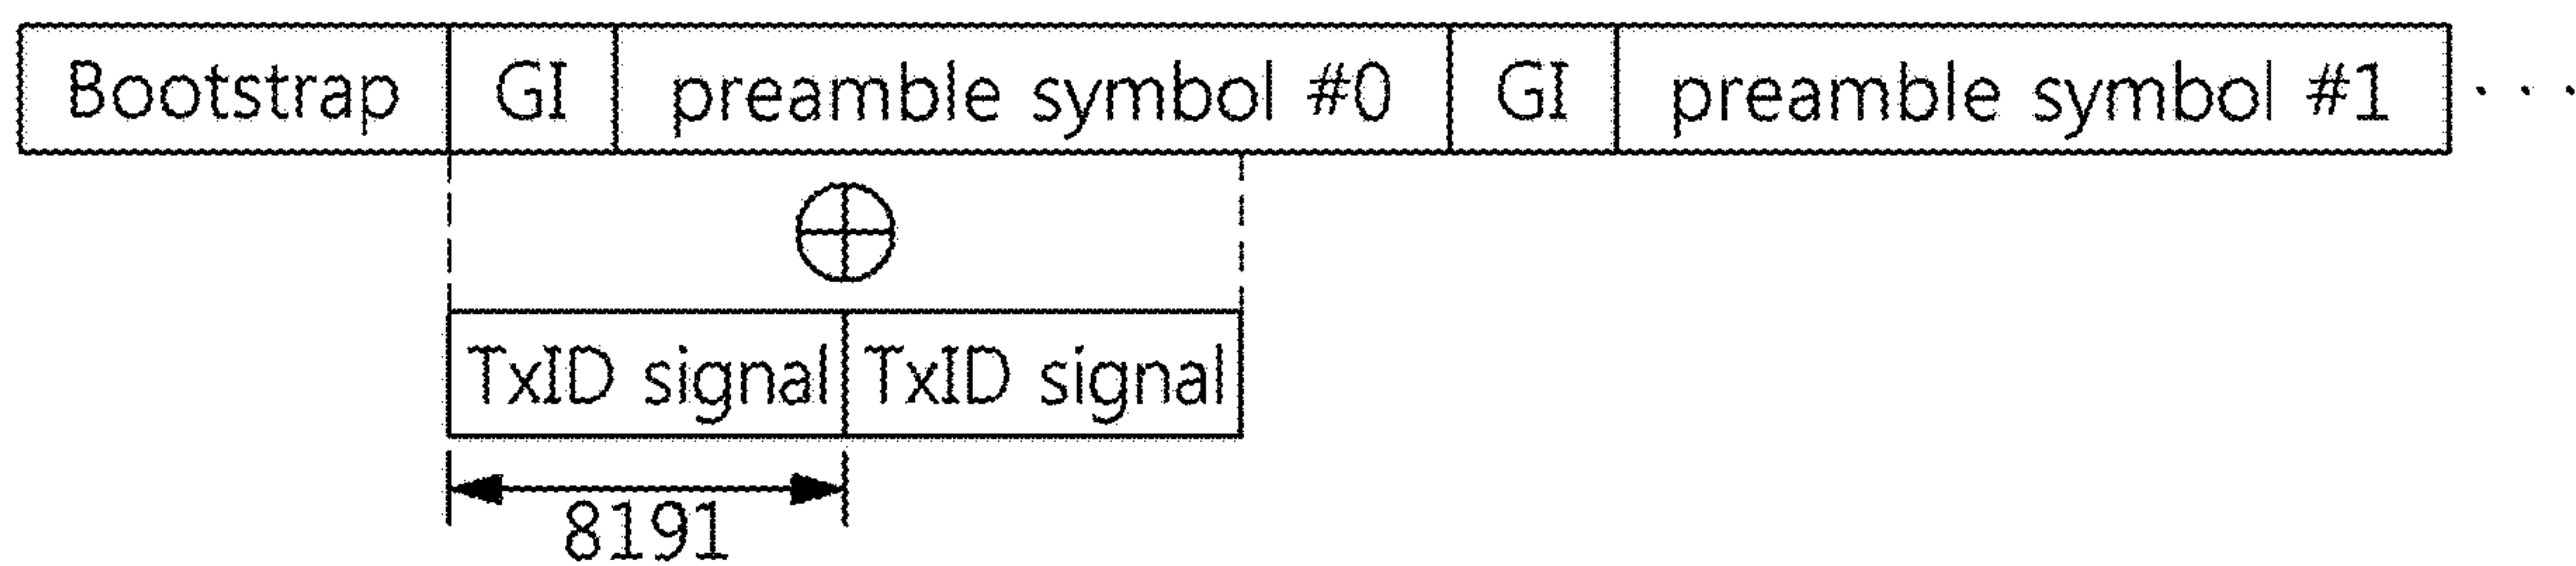 Bootstrap GI preamble symbol #0 GI preamble symbol #1 ...
TxID signal TxID signal
8191